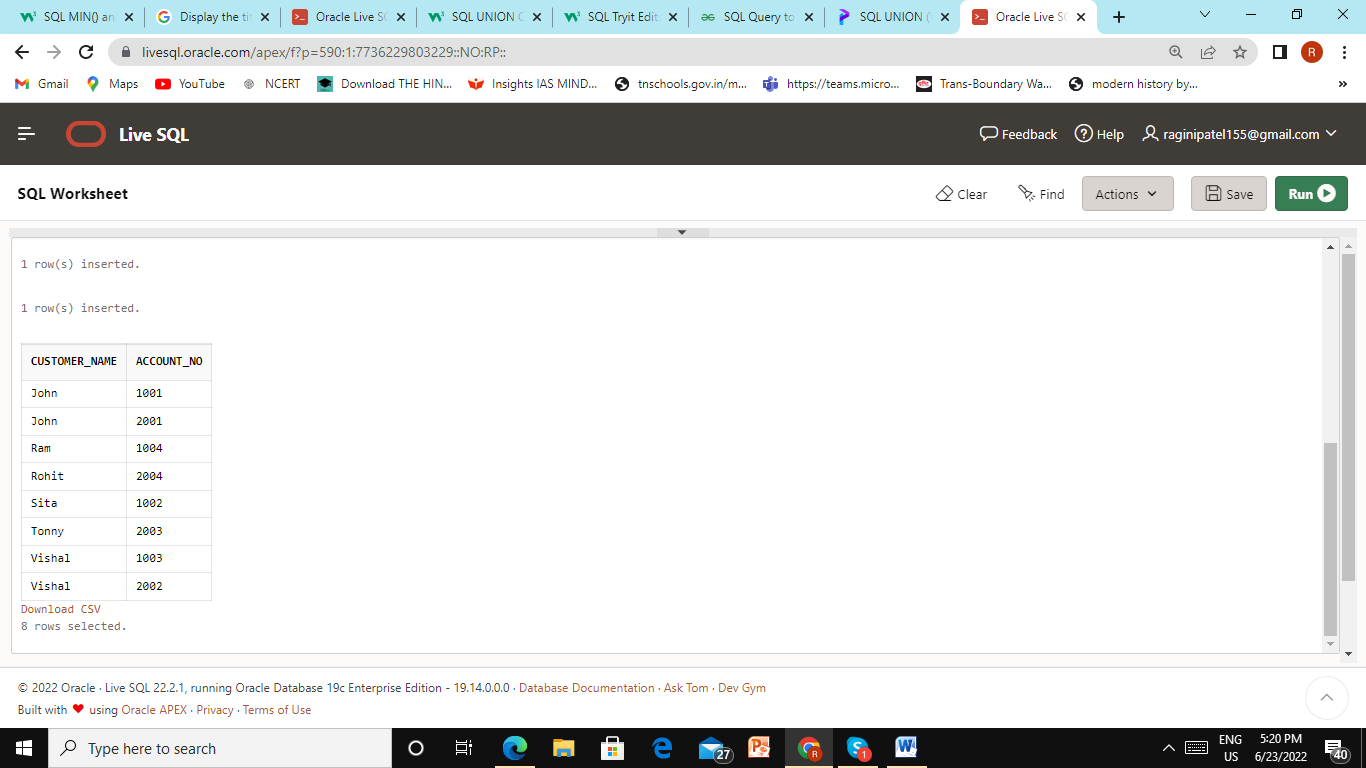 SQL MIN() an
Display the ti
Oracle Live S
SQL UNION
SQL Tryit Edit
SQL Query to
SQL UNION (
Oracle Live S
livesql.oracle.com/apex/f?p=590:1:7736229803229::NO:RP::
R
Gmail Maps YouTube NCERT Download THE HIN... Insights IAS MIND... tnschools.gov.in/m... https://teams.micro... Trans-Boundary Wa... modern history by... »
Live SQL Feedback Help raginipatel155@gmail.com
SQL Worksheet Clear Find Actions Save Run
1 row(s) inserted.
1 row(s) inserted.
CUSTOMER_NAME ACCOUNT_NO
John 1001
John 2001
Ram 1004
Rohit 2004
Sita 1002
Tonny 2003
Vishal 1003
Vishal 2002
Download CSV
8 rows selected.
© 2022 Oracle · Live SQL 22.2.1, running Oracle Database 19c Enterprise Edition - 19.14.0.0.0 · Database Documentation · Ask Tom · Dev Gym
Built with ❤ using Oracle APEX · Privacy · Terms of Use
Type here to search
27
R
1
ENG
US
5:20 PM
6/23/2022
40